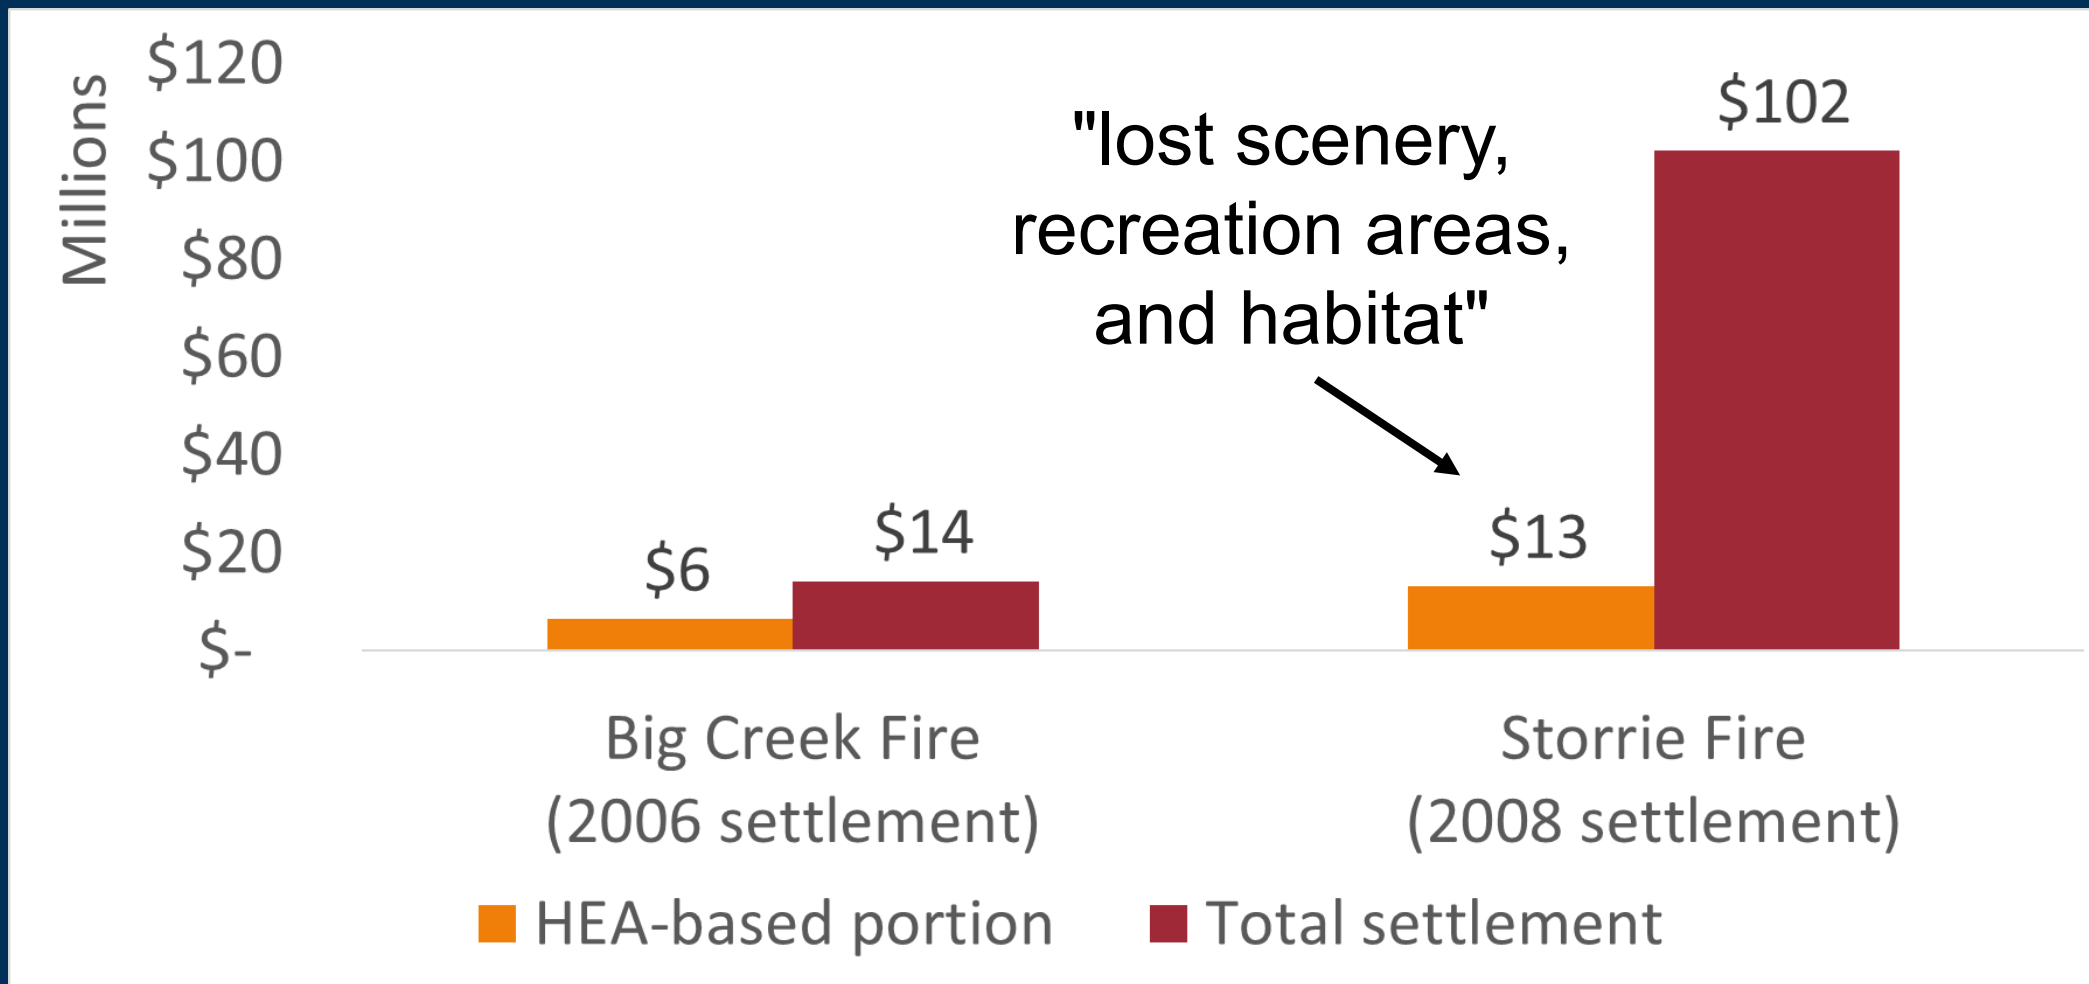 Millions
$120
$100
$80
$60
$40
$20
$-
"lost scenery,
recreation areas,
and habitat"
$6
$14
$13
$102
Big Creek Fire
(2006 settlement)
Storrie Fire
(2008 settlement)
HEA-based portion
Total settlement